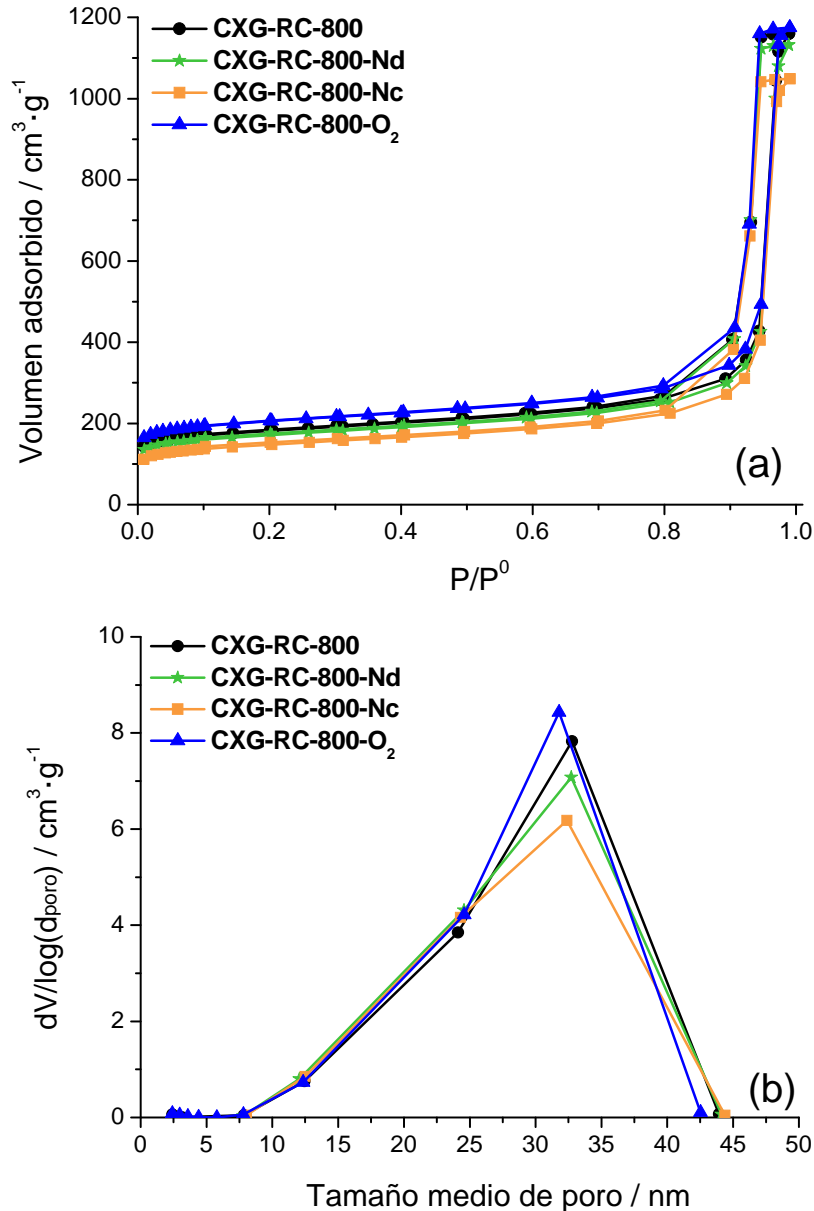 1200
1000
800
600
400
200
0
Volumen adsorbido / cm³·g⁻¹
CXG-RC-800
CXG-RC-800-Nd
CXG-RC-800-Nc
CXG-RC-800-O₂
(a)
0.0 0.2 0.4 0.6 0.8 1.0
P/P⁰
10
8
6
4
2
0
dV/log(dporo) / cm³·g⁻¹
CXG-RC-800
CXG-RC-800-Nd
CXG-RC-800-Nc
CXG-RC-800-O₂
(b)
0 5 10 15 20 25 30 35 40 45 50
Tamaño medio de poro / nm